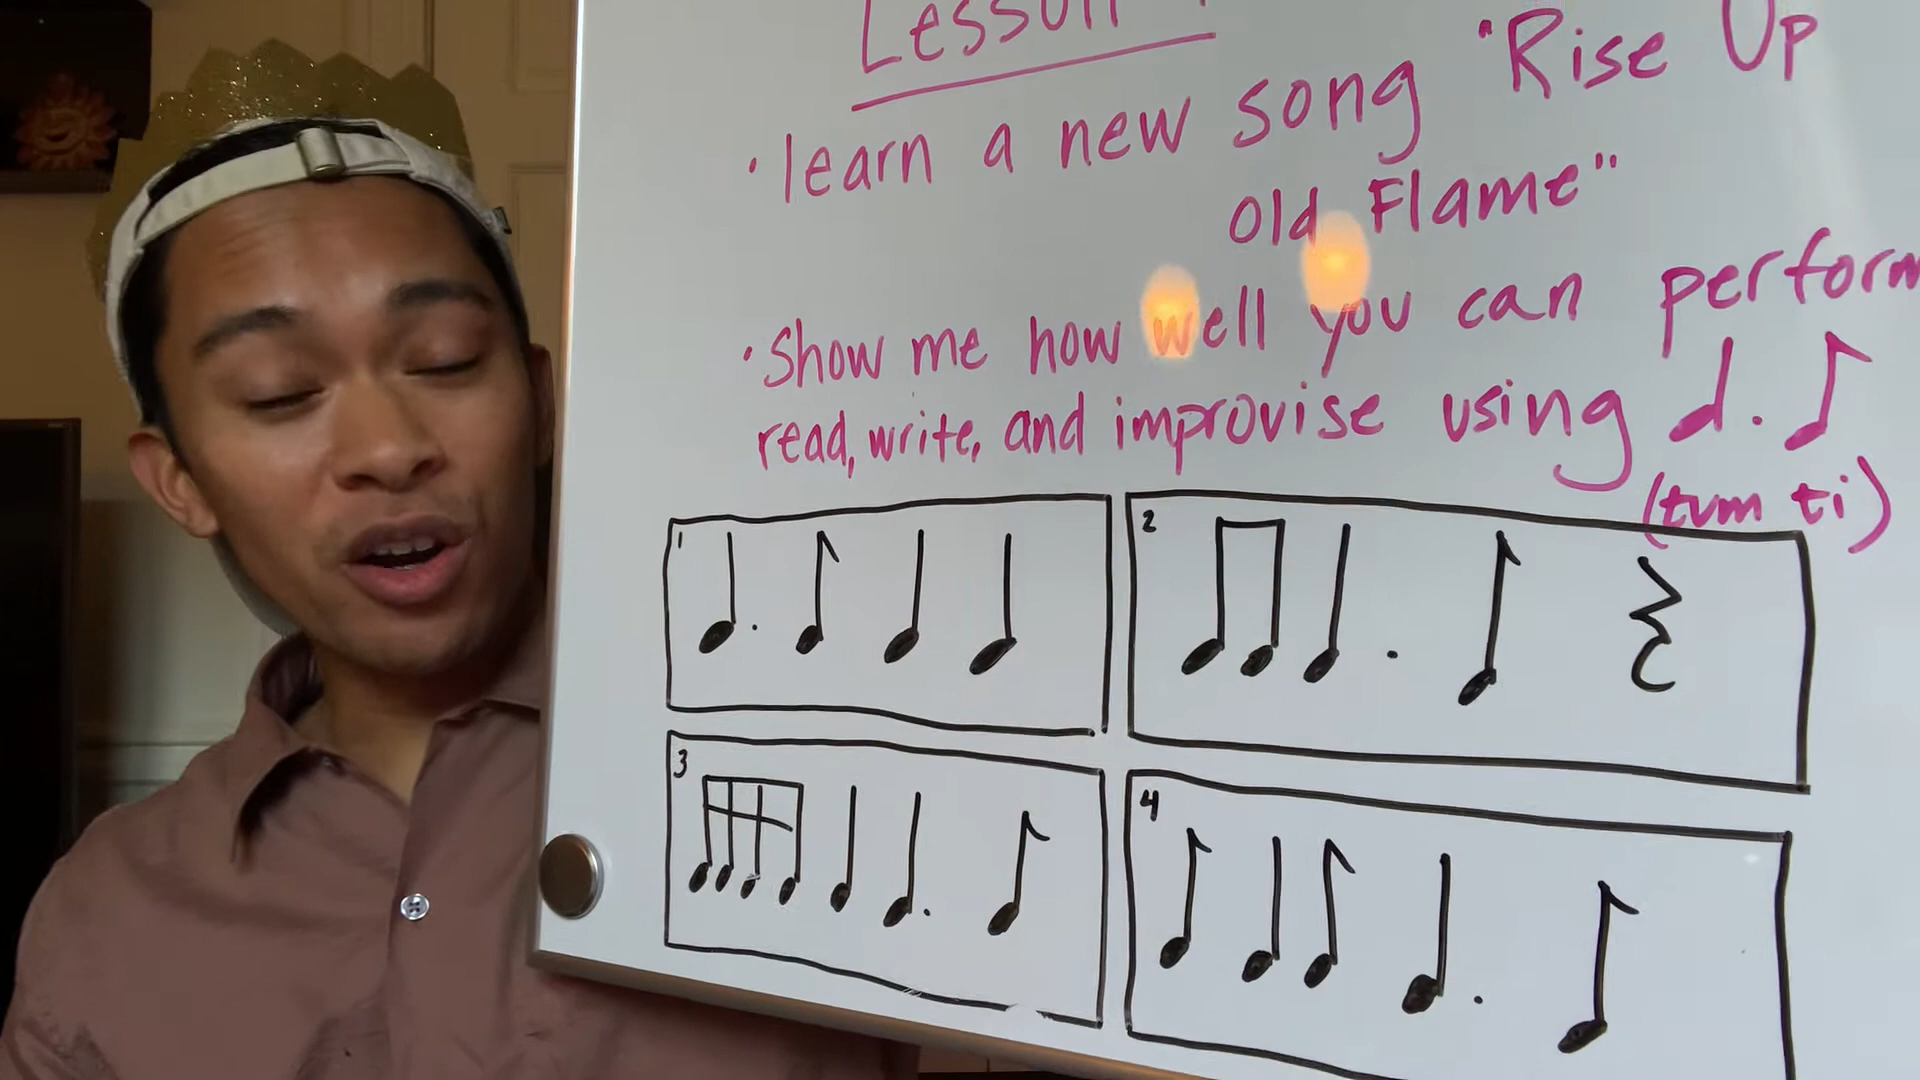 Lesson
• learn a new song "Rise Up
Old Flame"
• Show me how well you can perform
read, write, and improvise using
(tum ti)
1
2
3
4